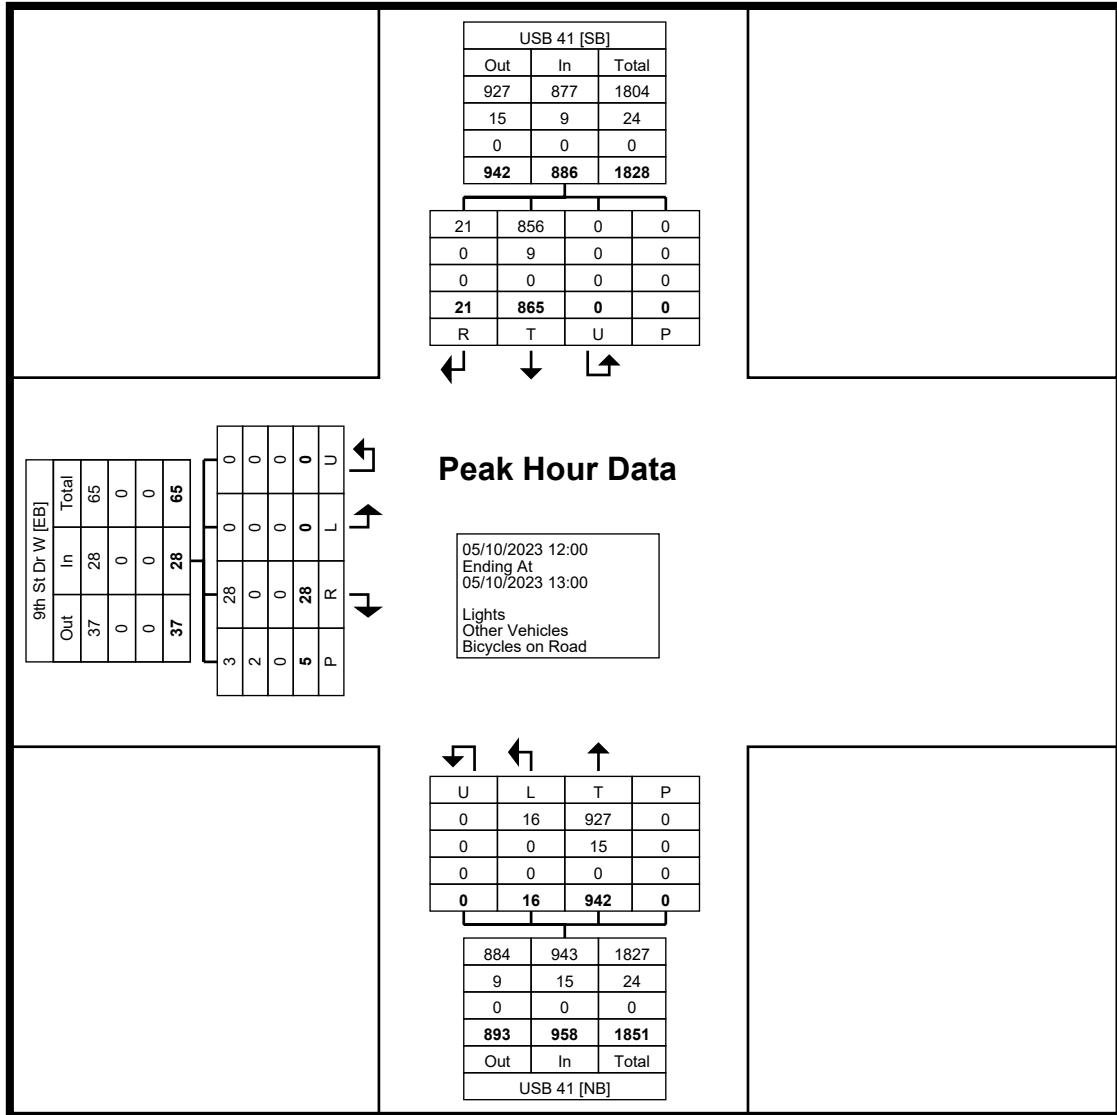 USB 41 [SB]
Out In Total
927 877 1804
15 9 24
0 0 0
942 886 1828
21 856 0 0
0 9 0 0
0 0 0 0
21 865 0 0
R T U P
Peak Hour Data
05/10/2023 12:00
Ending At
05/10/2023 13:00
Lights
Other Vehicles
Bicycles on Road
9th St Dr W [EB]
Out In Total
37 28 65
0 0 0
0 0 0
37 28 65
3 28 0 0
2 0 0 0
0 0 0 0
5 28 0 0
P R L U
U L T P
0 16 927 0
0 0 15 0
0 0 0 0
0 16 942 0
884 943 1827
9 15 24
0 0 0
893 958 1851
Out In Total
USB 41 [NB]